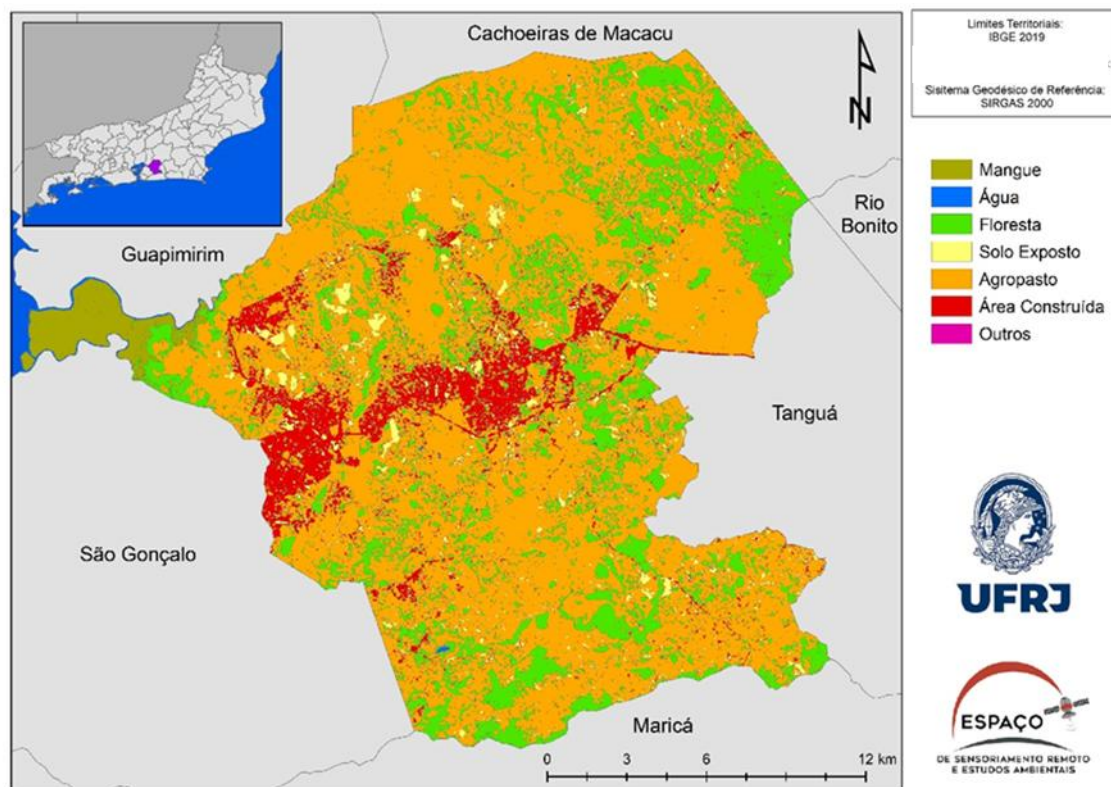 Cachoeiras de Macacu
Guapimirim
Rio
Bonito
Tanguá
São Gonçalo
Maricá
N
0 3 6 12 km
Limites Territoriais:
IBGE 2019
Sisitema Geodésico de Referência:
SIRGAS 2000
Mangue
Água
Floresta
Solo Exposto
Agropasto
Área Construída
Outros
UFRJ
ESPAÇO
DE SENSORIAMENTO REMOTO
E ESTUDOS AMBIENTAIS